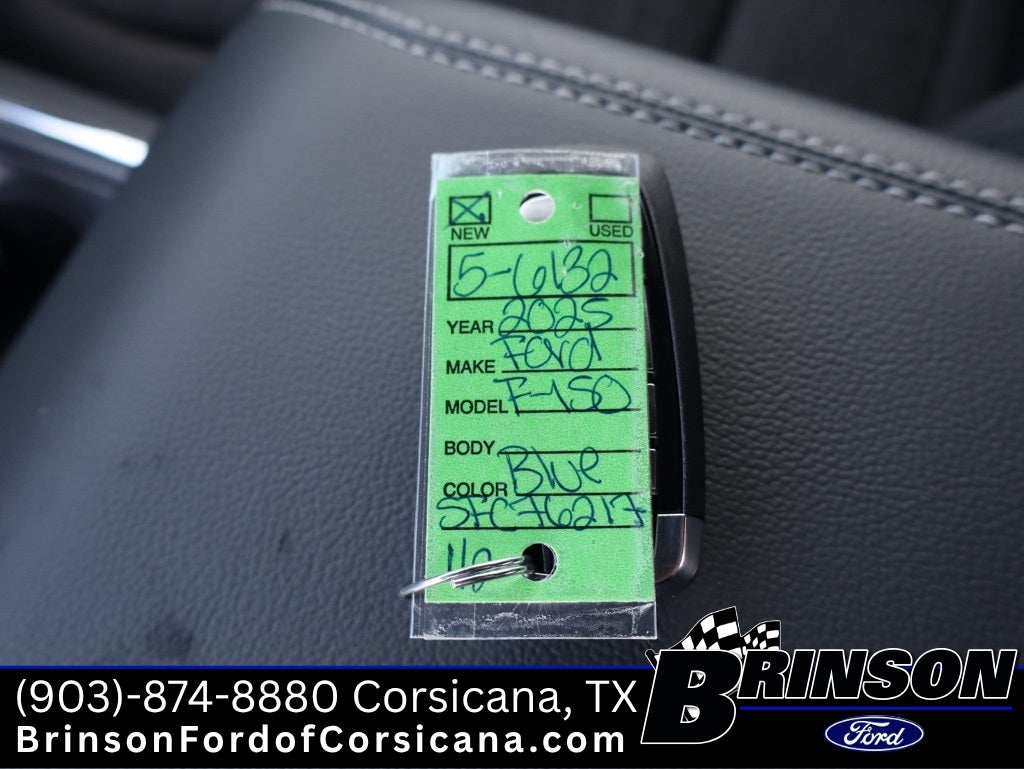 NEW USED
5-6132
YEAR 2025
MAKE Ford
MODEL F-150
BODY
COLOR Blue
SFC76217
(903)-874-8880 Corsicana, TX
BrinsonFordofCorsicana.com
BRINSON
Ford